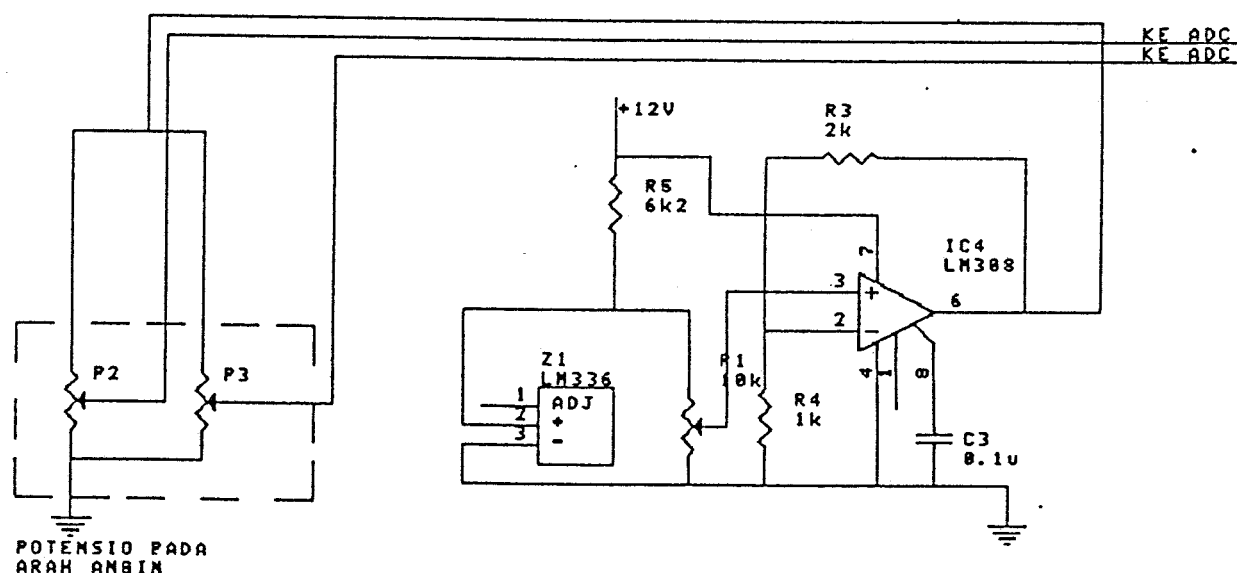 KE ADC
KE ADC
+12V
R3
2k
R5
6k2
IC4
LM308
7
3
+
6
2
-
4
1
8
P2
P3
Z1
LM336
1
ADJ
2
+
3
-
P1
10k
R4
1k
C3
0.1u
POTENSIO PADA
ARAH ANGIN